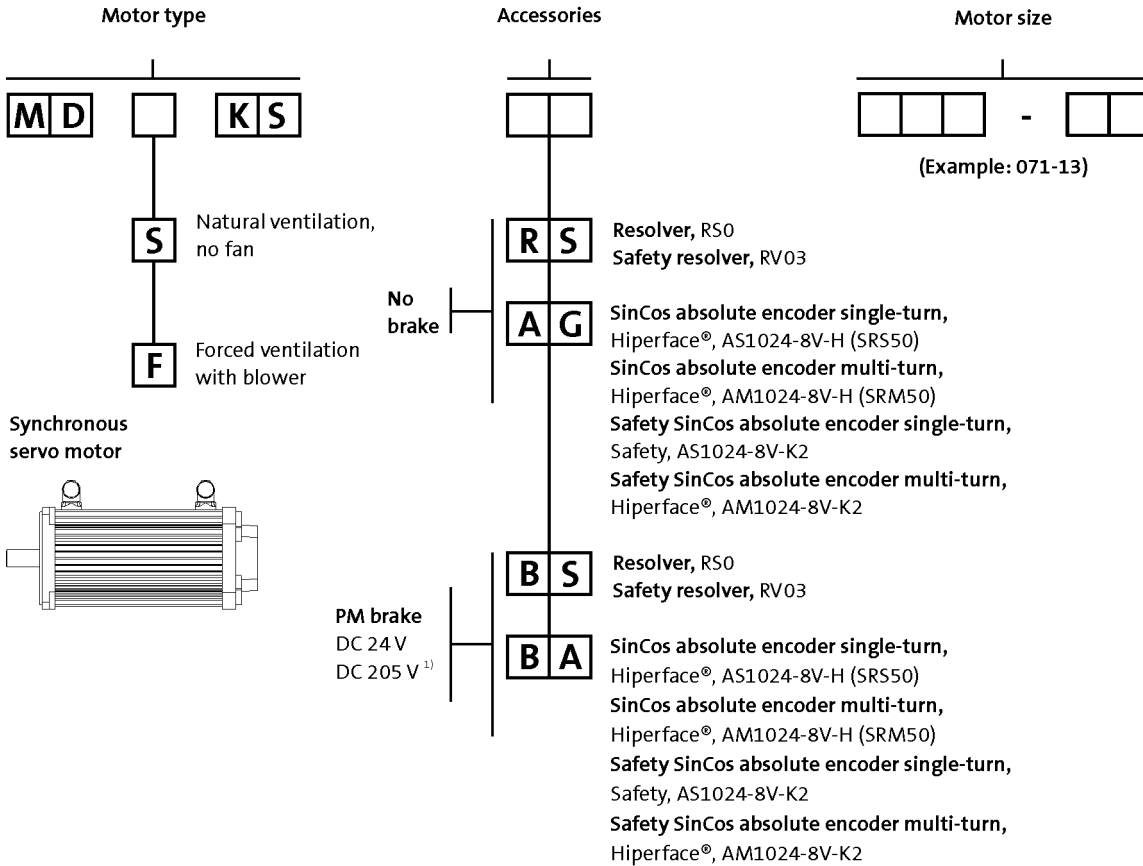 Motor type
M D K S
S
Natural ventilation,
no fan
F
Forced ventilation
with blower
Synchronous
servo motor
Accessories
No
brake
R S
Resolver, RS0
Safety resolver, RV03
A G
SinCos absolute encoder single-turn,
Hiperface®, AS1024-8V-H (SRS50)
SinCos absolute encoder multi-turn,
Hiperface®, AM1024-8V-H (SRM50)
Safety SinCos absolute encoder single-turn,
Safety, AS1024-8V-K2
Safety SinCos absolute encoder multi-turn,
Hiperface®, AM1024-8V-K2
PM brake
DC 24 V
DC 205 V 1)
B S
Resolver, RS0
Safety resolver, RV03
B A
SinCos absolute encoder single-turn,
Hiperface®, AS1024-8V-H (SRS50)
SinCos absolute encoder multi-turn,
Hiperface®, AM1024-8V-H (SRM50)
Safety SinCos absolute encoder single-turn,
Safety, AS1024-8V-K2
Safety SinCos absolute encoder multi-turn,
Hiperface®, AM1024-8V-K2
Motor size
-
(Example: 071-13)